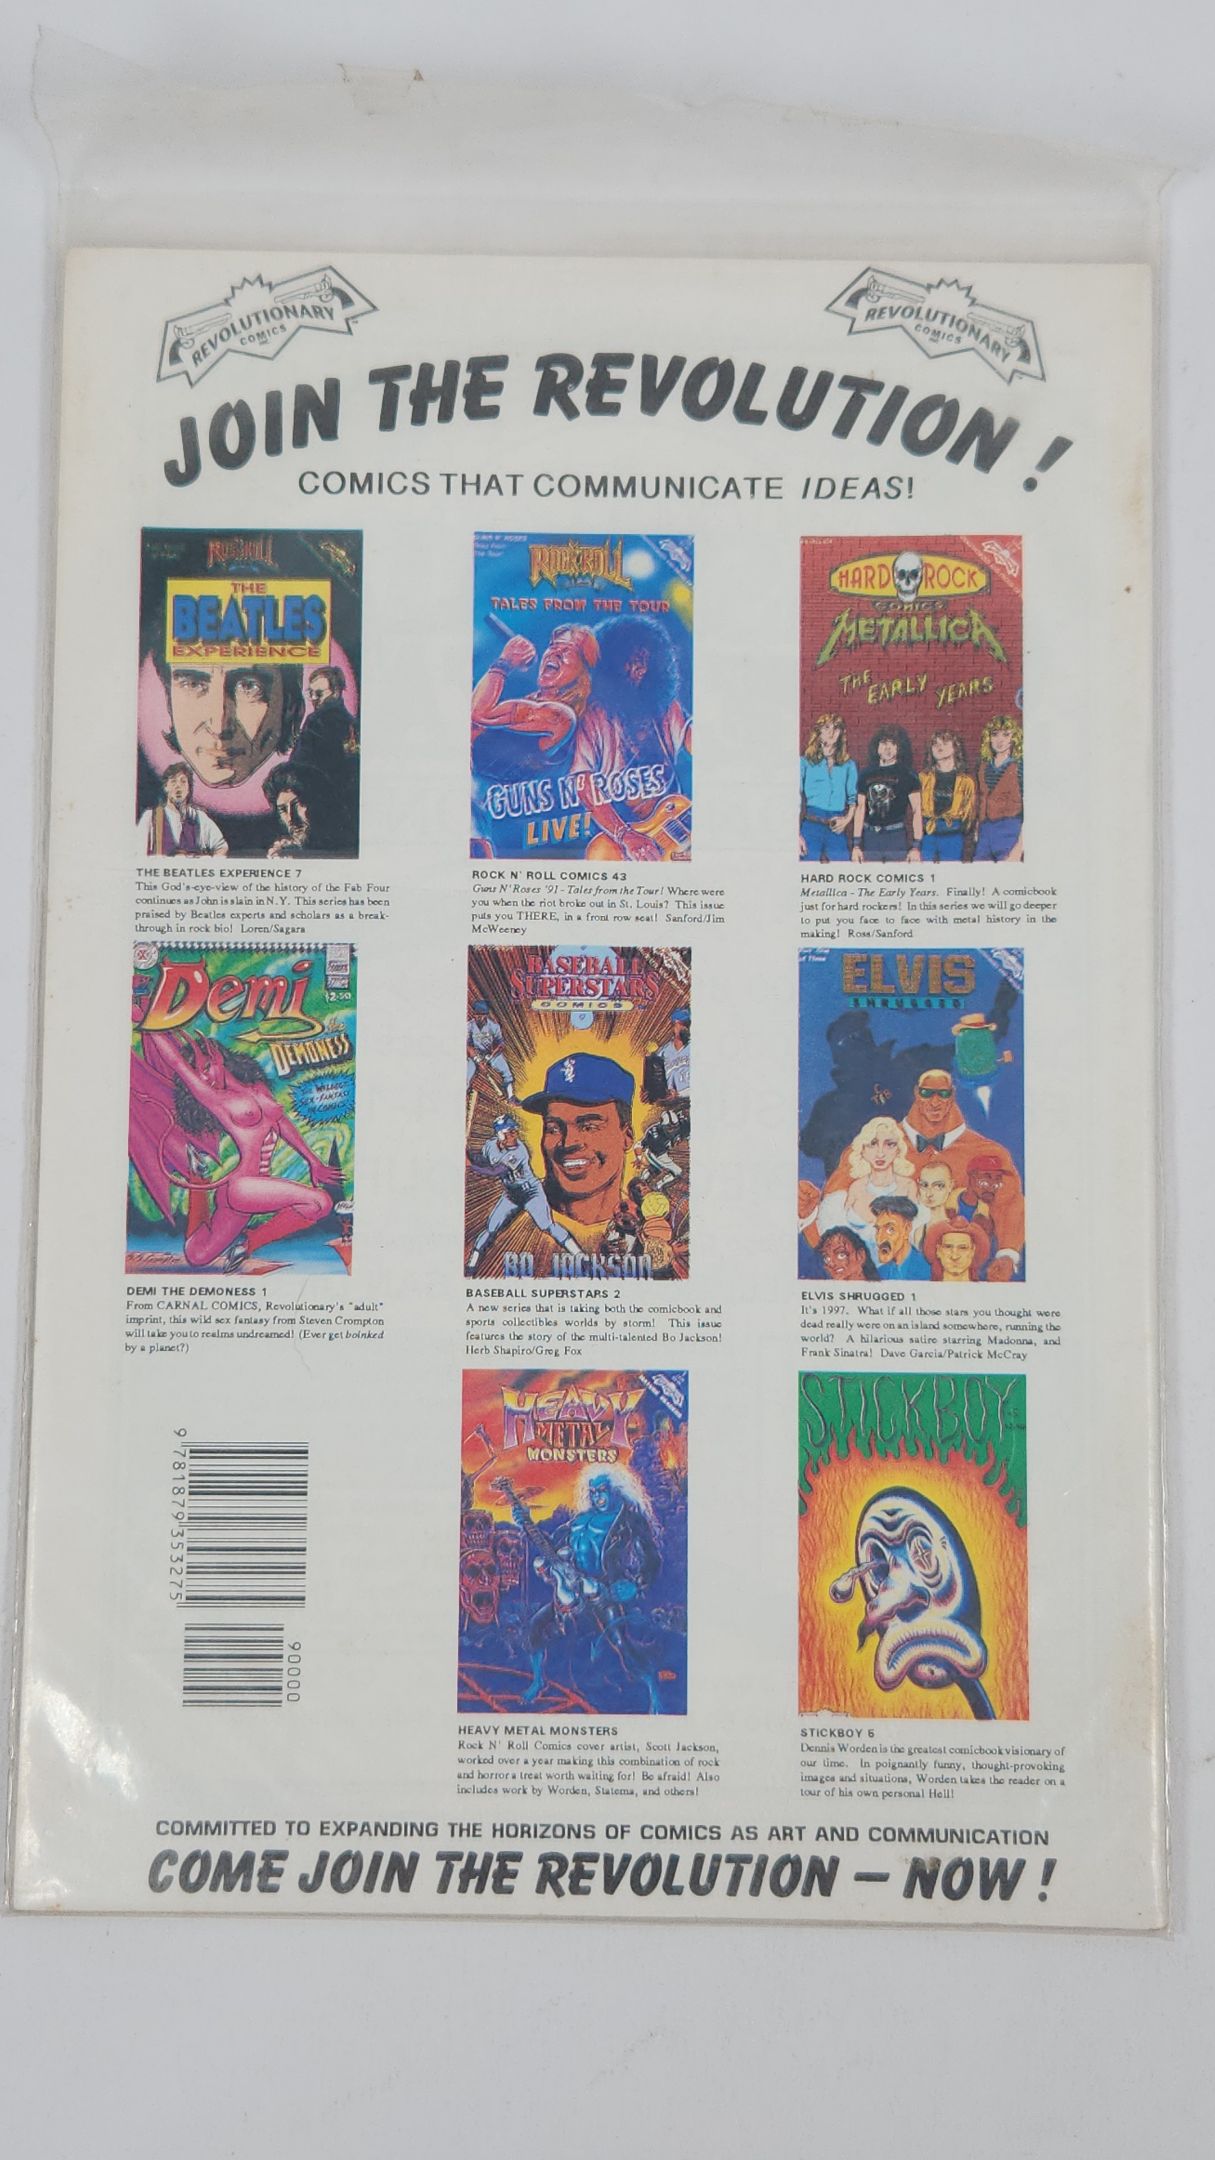 REVOLUTIONARY
COMICS
REVOLUTIONARY
COMICS
JOIN THE REVOLUTION !
COMICS THAT COMMUNICATE IDEAS!
ROCK N ROLL
THE
BEATLES
EXPERIENCE
THE BEATLES EXPERIENCE 7
This God's-eye-view of the history of the Fab Four
continues as John is slain in N.Y. This series has been
praised by Beatles experts and scholars as a break-
through in rock bio! Loren/Sagara
ROCK N ROLL
TALES FROM THE TOUR
GUNS N' ROSES
LIVE!
ROCK N' ROLL COMICS 43
Guns N' Roses '91 - Tales from the Tour! Where were
you when the riot broke out in St. Louis? This issue
puts you THERE, in a front row seat! Sanford/Jim
McWeeney
HARD ROCK
COMICS
METALLICA
THE EARLY YEARS
HARD ROCK COMICS 1
Metallica - The Early Years. Finally! A comicbook
just for hard rockers! In this series we will go deeper
to put you face to face with metal history in the
making! Ross/Sanford
Demi
the
DEMONESS
$2.50
DEMI THE DEMONESS 1
From CARNAL COMICS, Revolutionary's "adult"
imprint, this wild sex fantasy from Steven Crompton
will take you to realms undreamed! (Ever get boinked
by a planet?)
BASEBALL
SUPERSTARS
COMICS
BO JACKSON
BASEBALL SUPERSTARS 2
A new series that is taking both the comicbook and
sports collectibles worlds by storm! This issue
features the story of the multi-talented Bo Jackson!
Herb Shapiro/Greg Fox
ELVIS
SHRUGGED
ELVIS SHRUGGED 1
It's 1997. What if all those stars you thought were
dead really were on an island somewhere, running the
world? A hilarious satire starring Madonna, and
Frank Sinatra! Dave Garcia/Patrick McCray
9 781879 353275
90000
HEAVY
METAL
MONSTERS
HEAVY METAL MONSTERS
Rock N' Roll Comics cover artist, Scott Jackson,
worked over a year making this combination of rock
and horror a treat worth waiting for! Be afraid! Also
includes work by Worden, Statema, and others!
STICKBOY
STICKBOY 5
Dennis Worden is the greatest comicbook visionary of
our time. In poignantly funny, thought-provoking
images and situations, Worden takes the reader on a
tour of his own personal Hell!
COMMITTED TO EXPANDING THE HORIZONS OF COMICS AS ART AND COMMUNICATION
COME JOIN THE REVOLUTION – NOW !